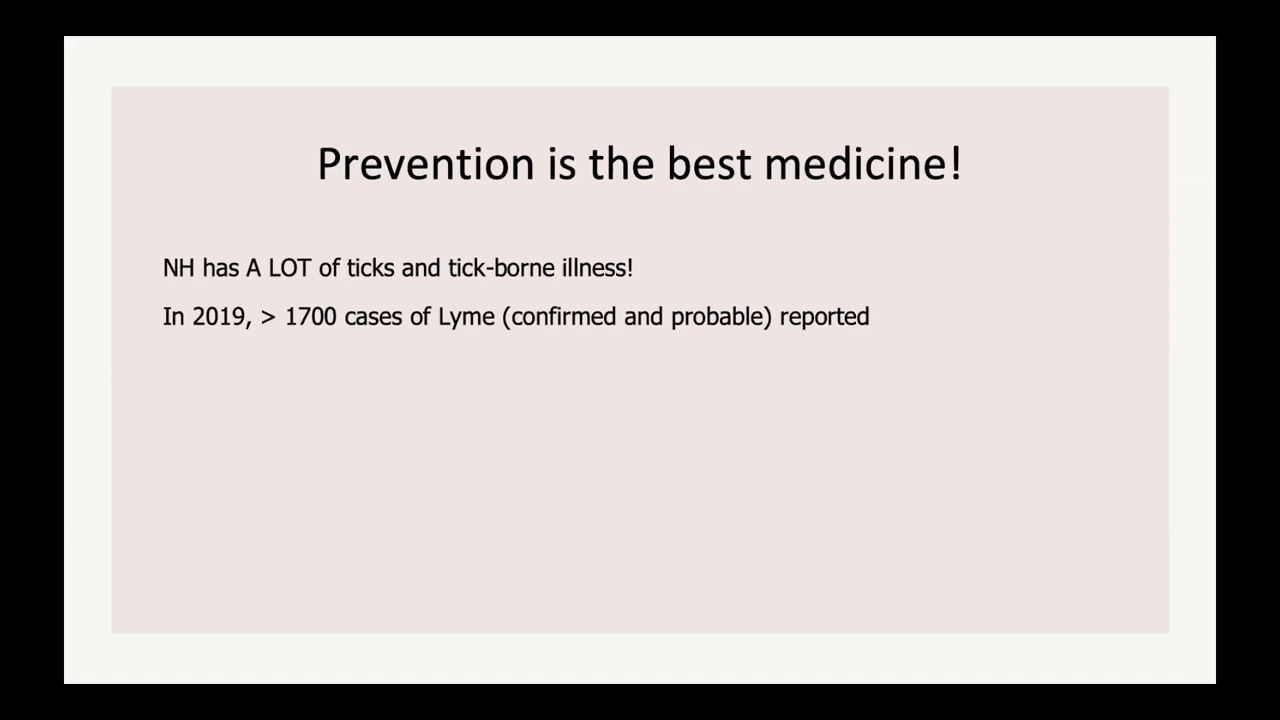 Prevention is the best medicine!
NH has A LOT of ticks and tick-borne illness!
In 2019, > 1700 cases of Lyme (confirmed and probable) reported